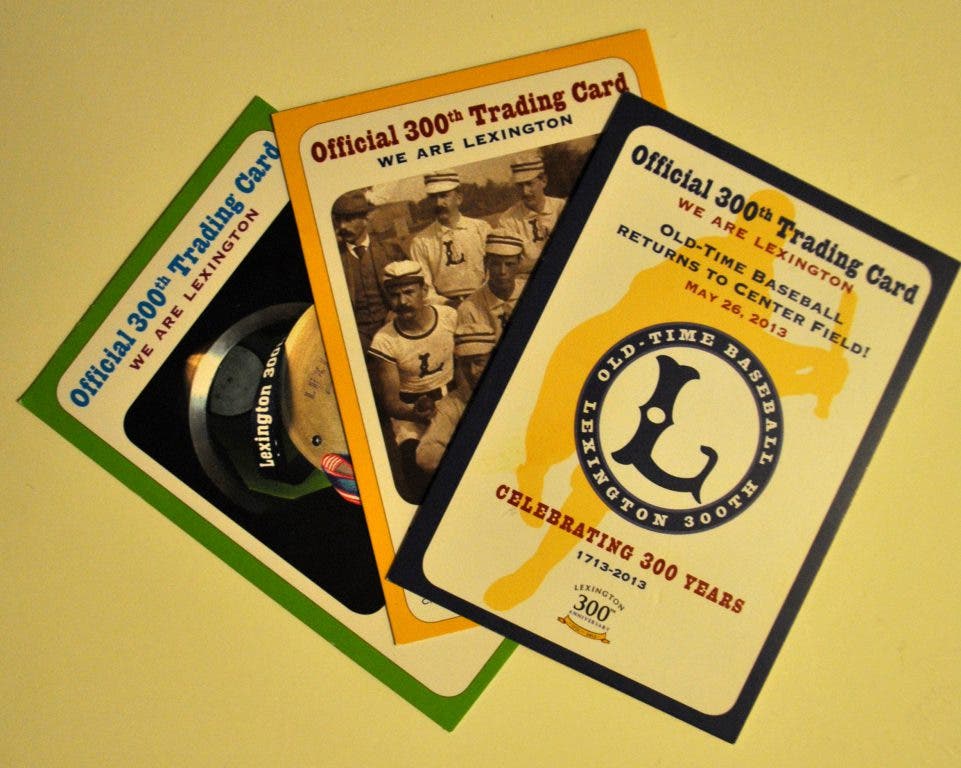 Official 300th Trading Card
WE ARE LEXINGTON
Lexington 300
Official 300th Trading Card
WE ARE LEXINGTON
L
L
L
Official 300th Trading Card
WE ARE LEXINGTON
OLD-TIME BASEBALL
RETURNS TO CENTER FIELD!
MAY 26, 2013
OLD-TIME BASEBALL
L
LEXINGTON 300TH
CELEBRATING 300 YEARS
1713-2013
LEXINGTON
300th
ANNIVERSARY